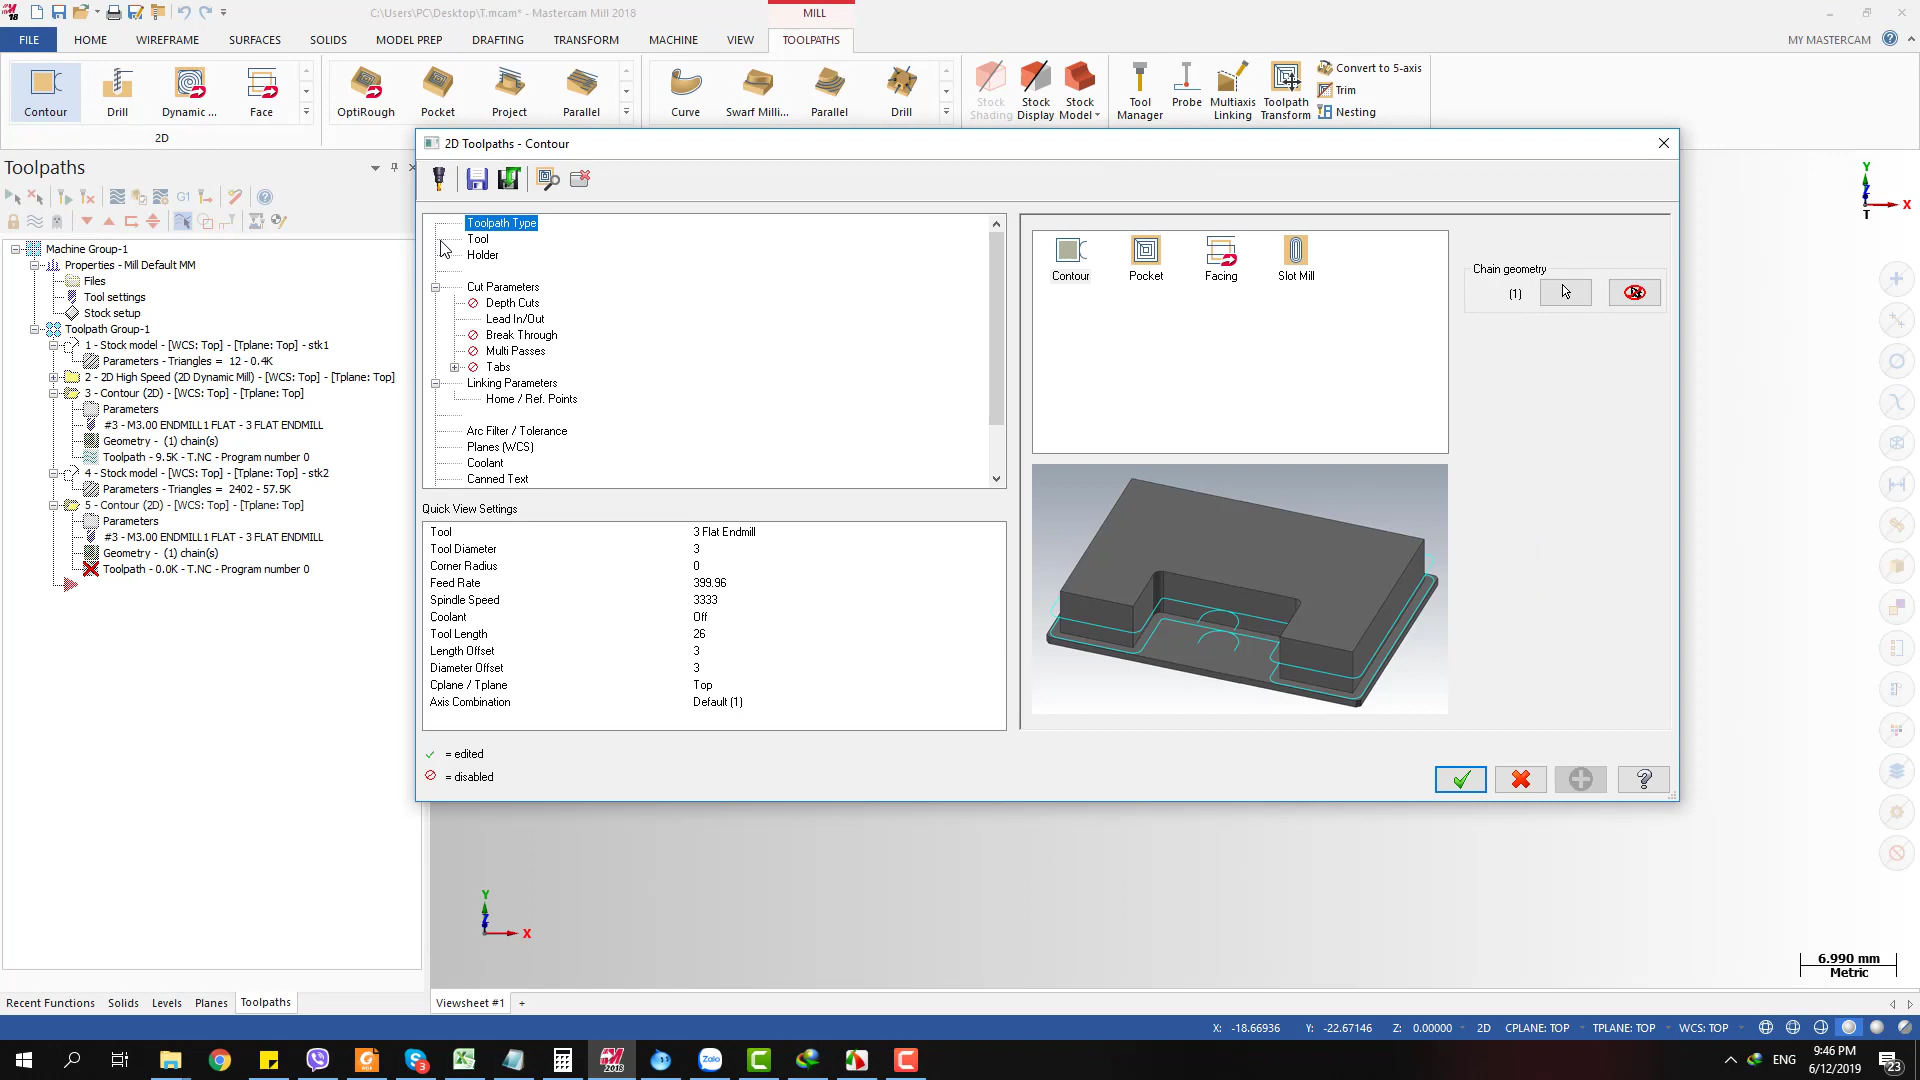 C:\Users\PC\Desktop\T.mcam* - Mastercam Mill 2018
MILL
FILE
HOME
WIREFRAME
SURFACES
SOLIDS
MODEL PREP
DRAFTING
TRANSFORM
MACHINE
VIEW
TOOLPATHS
MY MASTERCAM
Contour
Drill
Dynamic ...
Face
2D
OptiRough
Pocket
Project
Parallel
Curve
Swarf Milli...
Parallel
Drill
Stock Shading
Stock Display
Stock Model
Tool Manager
Probe
Multiaxis Linking
Toolpath Transform
Convert to 5-axis
Trim
Nesting
Toolpaths
G1
Machine Group-1
Properties - Mill Default MM
Files
Tool settings
Stock setup
Toolpath Group-1
1 - Stock model - [WCS: Top] - [Tplane: Top] - stk1
Parameters - Triangles = 12 - 0.4K
2 - 2D High Speed (2D Dynamic Mill) - [WCS: Top] - [Tplane: Top]
3 - Contour (2D) - [WCS: Top] - [Tplane: Top]
Parameters
#3 - M3.00 ENDMILL1 FLAT - 3 FLAT ENDMILL
Geometry - (1) chain(s)
Toolpath - 9.5K - T.NC - Program number 0
4 - Stock model - [WCS: Top] - [Tplane: Top] - stk2
Parameters - Triangles = 2402 - 57.5K
5 - Contour (2D) - [WCS: Top] - [Tplane: Top]
Parameters
#3 - M3.00 ENDMILL1 FLAT - 3 FLAT ENDMILL
Geometry - (1) chain(s)
Toolpath - 0.0K - T.NC - Program number 0
2D Toolpaths - Contour
Toolpath Type
Tool
Holder
Cut Parameters
Depth Cuts
Lead In/Out
Break Through
Multi Passes
Tabs
Linking Parameters
Home / Ref. Points
Arc Filter / Tolerance
Planes (WCS)
Coolant
Canned Text
Quick View Settings
Tool 3 Flat Endmill
Tool Diameter 3
Corner Radius 0
Feed Rate 399.96
Spindle Speed 3333
Coolant Off
Tool Length 26
Length Offset 3
Diameter Offset 3
Cplane / Tplane Top
Axis Combination Default (1)
= edited
= disabled
Contour
Pocket
Facing
Slot Mill
Chain geometry
(1)
Y
Z
X
T
Y
Z
X
6.990 mm
Metric
Recent Functions
Solids
Levels
Planes
Toolpaths
Viewsheet #1
+
X: -18.66936
Y: -22.67146
Z: 0.00000
2D
CPLANE: TOP
TPLANE: TOP
WCS: TOP
ENG
9:46 PM
6/12/2019
23
3
Zalo
2018
PDF